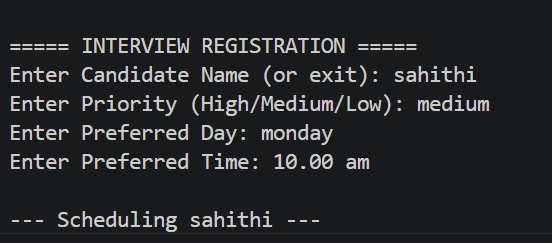 ===== INTERVIEW REGISTRATION =====
Enter Candidate Name (or exit): sahithi
Enter Priority (High/Medium/Low): medium
Enter Preferred Day: monday
Enter Preferred Time: 10.00 am
--- Scheduling sahithi ---